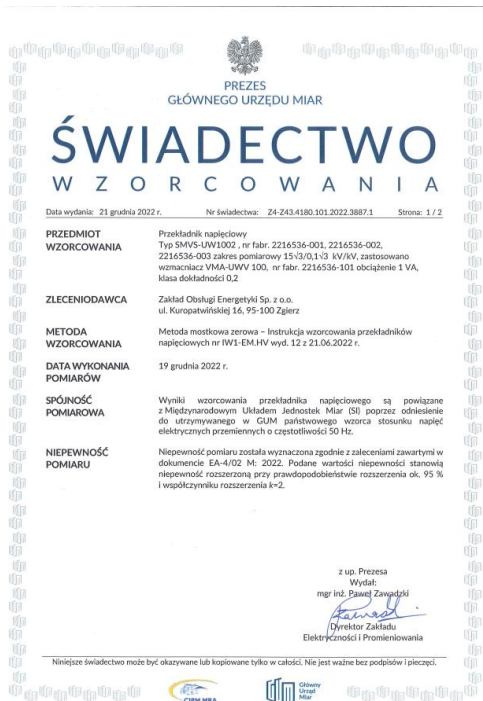 PREZES
GŁÓWNEGO URZĘDU MIAR
ŚWIADECTWO
WZORCOWANIA
Data wydania: 21 grudnia 2022 r. Nr świadectwa: Z4-Z43.4180.101.2022.3887.1 Strona: 1 / 2
PRZEDMIOT
WZORCOWANIA
Przekładnik napięciowy
Typ SMVS-UW1002 , nr fabr. 2216536-001, 2216536-002,
2216536-003 zakres pomiarowy 15√3/0,1√3 kV/kV, zastosowano
wzmacniacz VMA-UWV 100, nr fabr. 2216536-101 obciążenie 1 VA,
klasa dokładności 0,2
ZLECENIODAWCA
Zakład Obsługi Energetyki Sp. z o.o.
ul. Kuropatwińskiej 16, 95-100 Zgierz
METODA
WZORCOWANIA
Metoda mostkowa zerowa – Instrukcja wzorcowania przekładników
napięciowych nr IW1-EM.HV wyd. 12 z 21.06.2022 r.
DATA WYKONANIA
POMIARÓW
19 grudnia 2022 r.
SPÓJNOŚĆ
POMIAROWA
Wyniki wzorcowania przekładnika napięciowego są powiązane
z Międzynarodowym Układem Jednostek Miar (SI) poprzez odniesienie
do utrzymywanego w GUM państwowego wzorca stosunku napięć
elektrycznych przemiennych o częstotliwości 50 Hz.
NIEPEWNOŚĆ
POMIARU
Niepewność pomiaru została wyznaczona zgodnie z zaleceniami zawartymi w
dokumencie EA-4/02 M: 2022. Podane wartości niepewności stanowią
niepewność rozszerzoną przy prawdopodobieństwie rozszerzenia ok. 95 %
i współczynniku rozszerzenia k=2.
z up. Prezesa
Wydał:
mgr inż. Paweł Zawadzki
Dyrektor Zakładu
Elektryczności i Promieniowania
Niniejsze świadectwo może być okazywane lub kopiowane tylko w całości. Nie jest ważne bez podpisów i pieczęci.
CIPM MRA
Główny
Urząd
Miar